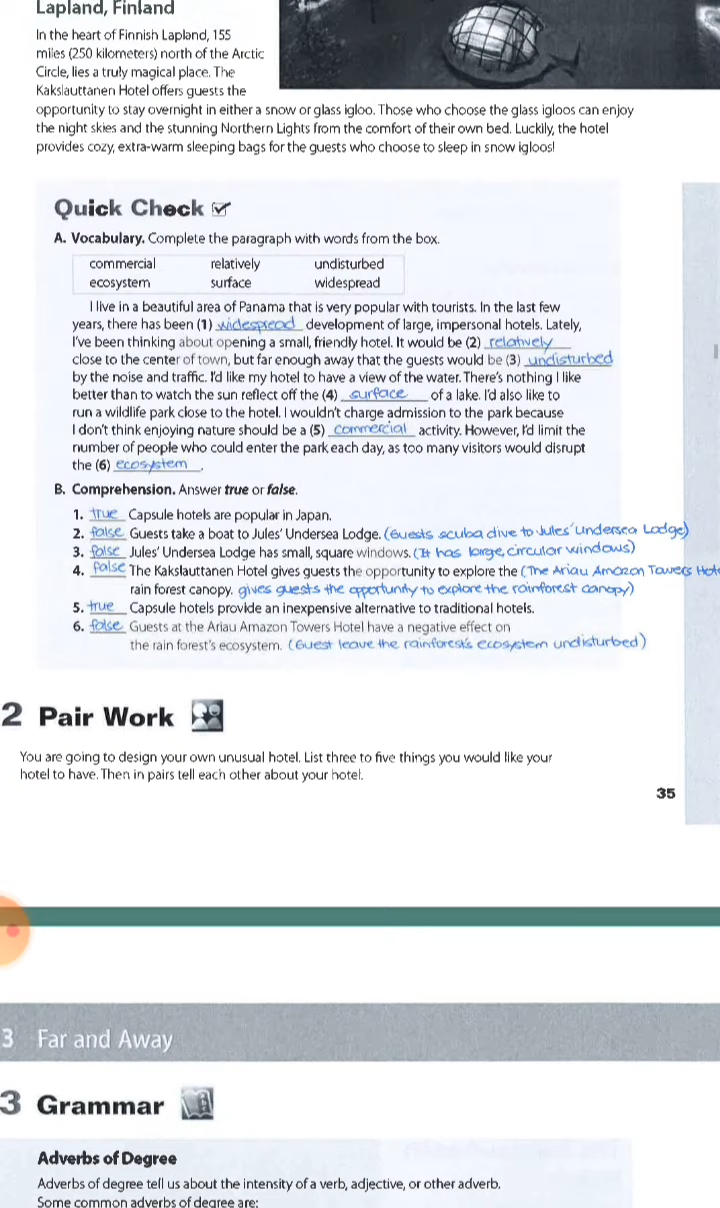 Lapland, Finland
In the heart of Finnish Lapland, 155
miles (250 kilometers) north of the Arctic
Circle, lies a truly magical place. The
Kakslauttanen Hotel offers guests the
opportunity to stay overnight in either a snow or glass igloo. Those who choose the glass igloos can enjoy
the night skies and the stunning Northern Lights from the comfort of their own bed. Luckily, the hotel
provides cozy, extra-warm sleeping bags for the guests who choose to sleep in snow igloos!
Quick Check
A. Vocabulary. Complete the paragraph with words from the box.
commercial relatively undisturbed
ecosystem surface widespread
I live in a beautiful area of Panama that is very popular with tourists. In the last few
years, there has been (1) widespread development of large, impersonal hotels. Lately,
I've been thinking about opening a small, friendly hotel. It would be (2) relatively
close to the center of town, but far enough away that the guests would be (3) undisturbed
by the noise and traffic. I'd like my hotel to have a view of the water. There's nothing I like
better than to watch the sun reflect off the (4) surface of a lake. I'd also like to
run a wildlife park close to the hotel. I wouldn't charge admission to the park because
I don't think enjoying nature should be a (5) commercial activity. However, I'd limit the
number of people who could enter the park each day, as too many visitors would disrupt
the (6) ecosystem.
B. Comprehension. Answer true or false.
1. true Capsule hotels are popular in Japan.
2. false Guests take a boat to Jules' Undersea Lodge. (Guests scuba dive to Jules' Undersea Lodge)
3. false Jules' Undersea Lodge has small, square windows. (It has large, circular windows)
4. false The Kakslauttanen Hotel gives guests the opportunity to explore the (The Ariau Amazon Towers Hote
rain forest canopy. gives guests the opportunity to explore the rainforest canopy)
5. true Capsule hotels provide an inexpensive alternative to traditional hotels.
6. false Guests at the Ariau Amazon Towers Hotel have a negative effect on
the rain forest's ecosystem. (Guest leave the rainforest's ecosystem undisturbed)
2 Pair Work
You are going to design your own unusual hotel. List three to five things you would like your
hotel to have. Then in pairs tell each other about your hotel.
35
3 Far and Away
3 Grammar
Adverbs of Degree
Adverbs of degree tell us about the intensity of a verb, adjective, or other adverb.
Some common adverbs of degree are: